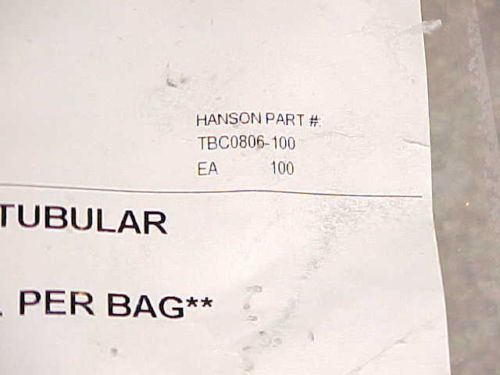 HANSON PART #:
TBC0806-100
EA 100
TUBULAR
PER BAG**